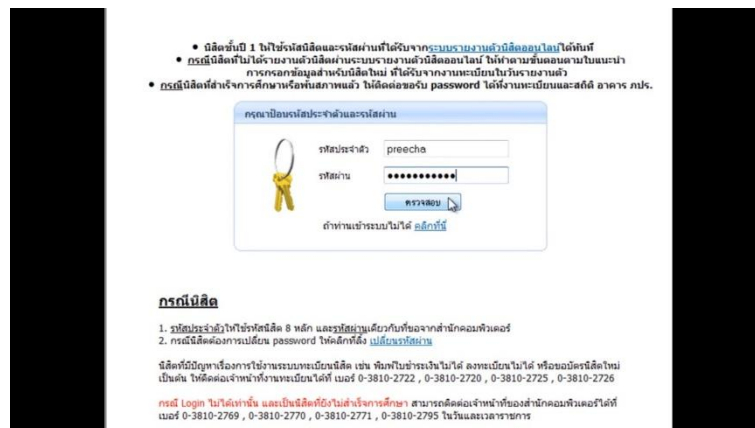 ● นิสิตชั้นปี 1 ให้ใช้รหัสนิสิตและรหัสผ่านที่ได้รับจากระบบรายงานตัวนิสิตออนไลน์ได้ทันที
● กรณีนิสิตที่ไม่ได้รายงานตัวนิสิตผ่านระบบรายงานตัวนิสิตออนไลน์ ให้ทำตามขั้นตอนตามใบแนะนำ
การกรอกข้อมูลสำหรับนิสิตใหม่ ที่ได้รับจากงานทะเบียนในวันรายงานตัว
● กรณีนิสิตที่สำเร็จการศึกษาหรือพ้นสภาพแล้ว ให้ติดต่อขอรับ password ได้ที่งานทะเบียนและสถิติ อาคาร ภปร.
กรุณาป้อนรหัสประจำตัวและรหัสผ่าน
รหัสประจำตัว preecha
รหัสผ่าน ●●●●●●●●●●●
ตรวจสอบ
ถ้าท่านเข้าระบบไม่ได้ คลิกที่นี่
กรณีนิสิต
1. รหัสประจำตัวให้ใช้รหัสนิสิต 8 หลัก และรหัสผ่านเดียวกับที่ขอจากสำนักคอมพิวเตอร์
2. กรณีนิสิตต้องการเปลี่ยน password ให้คลิกที่ลิ้ง เปลี่ยนรหัสผ่าน
นิสิตที่มีปัญหาเรื่องการใช้งานระบบทะเบียนนิสิต เช่น พิมพ์ใบชำระเงินไม่ได้ ลงทะเบียนไม่ได้ หรือขอบัตรนิสิตใหม่
เป็นต้น ให้ติดต่อเจ้าหน้าที่งานทะเบียนได้ที่ เบอร์ 0-3810-2722 , 0-3810-2720 , 0-3810-2725 , 0-3810-2726
กรณี Login ไม่ได้เท่านั้น และเป็นนิสิตที่ยังไม่สำเร็จการศึกษา สามารถติดต่อเจ้าหน้าที่ของสำนักคอมพิวเตอร์ได้ที่
เบอร์ 0-3810-2769 , 0-3810-2770 , 0-3810-2771 , 0-3810-2795 ในวันและเวลาราชการ